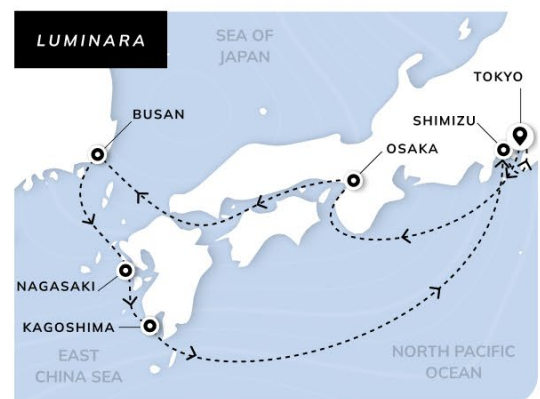 LUMINARA
SEA OF
JAPAN
TOKYO
BUSAN
SHIMIZU
OSAKA
NAGASAKI
KAGOSHIMA
EAST
CHINA SEA
NORTH PACIFIC
OCEAN